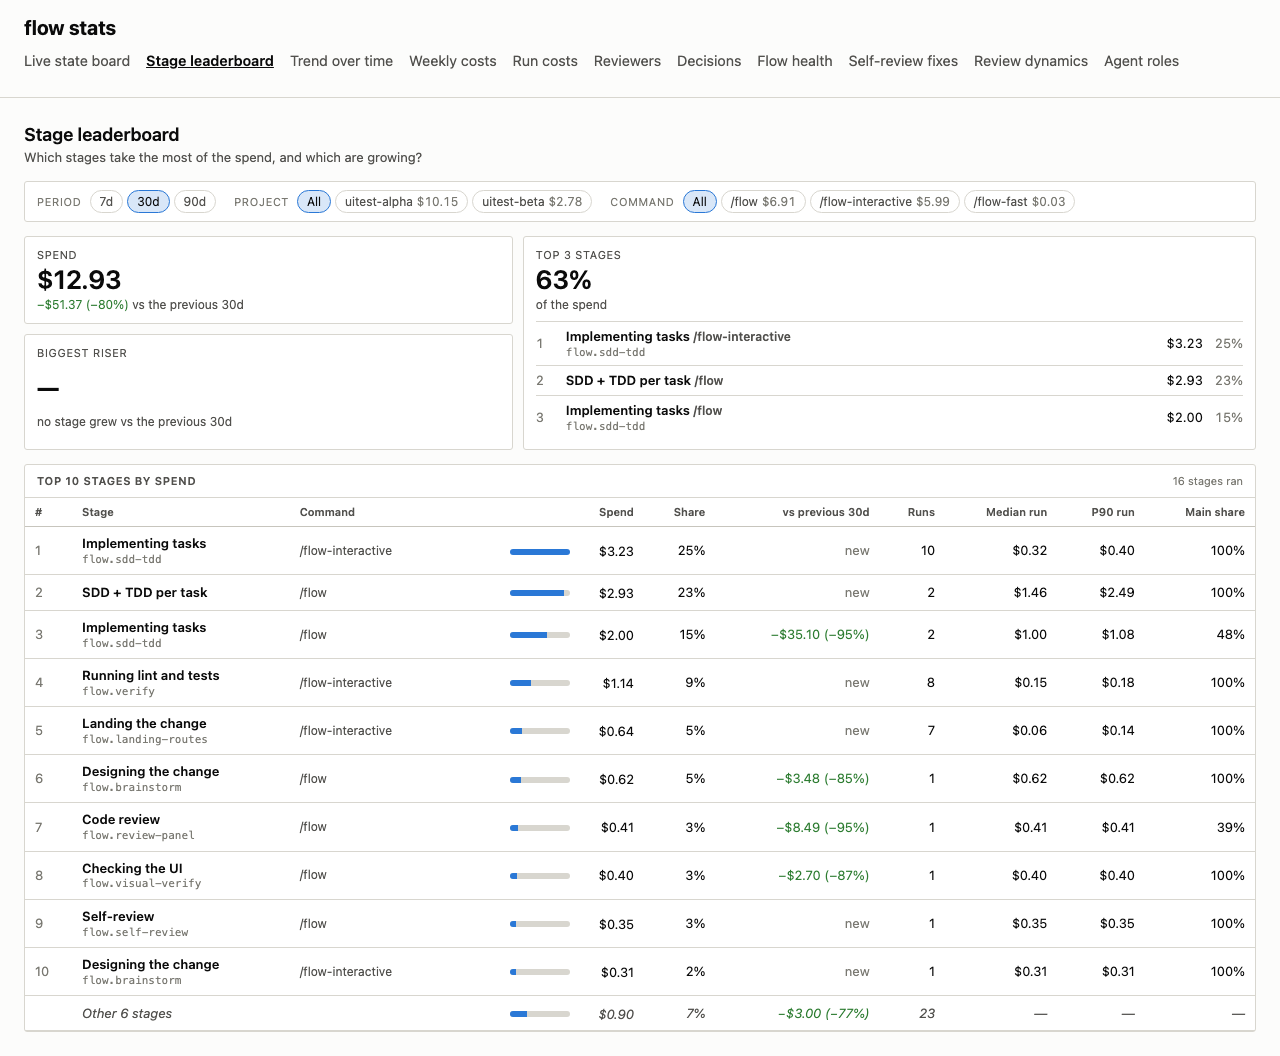 flow stats
Live state board Stage leaderboard Trend over time Weekly costs Run costs Reviewers Decisions Flow health Self-review fixes Review dynamics Agent roles
Stage leaderboard
Which stages take the most of the spend, and which are growing?
PERIOD 7d 30d 90d PROJECT All uitest-alpha $10.15 uitest-beta $2.78 COMMAND All /flow $6.91 /flow-interactive $5.99 /flow-fast $0.03
SPEND
$12.93
−$51.37 (−80%) vs the previous 30d
BIGGEST RISER
—
no stage grew vs the previous 30d
TOP 3 STAGES
63%
of the spend
1 Implementing tasks /flow-interactive $3.23 25%
flow.sdd-tdd
2 SDD + TDD per task /flow $2.93 23%
3 Implementing tasks /flow $2.00 15%
flow.sdd-tdd
TOP 10 STAGES BY SPEND 16 stages ran
# Stage Command Spend Share vs previous 30d Runs Median run P90 run Main share
1 Implementing tasks /flow-interactive $3.23 25% new 10 $0.32 $0.40 100%
flow.sdd-tdd
2 SDD + TDD per task /flow $2.93 23% new 2 $1.46 $2.49 100%
3 Implementing tasks /flow $2.00 15% −$35.10 (−95%) 2 $1.00 $1.08 48%
flow.sdd-tdd
4 Running lint and tests /flow-interactive $1.14 9% new 8 $0.15 $0.18 100%
flow.verify
5 Landing the change /flow-interactive $0.64 5% new 7 $0.06 $0.14 100%
flow.landing-routes
6 Designing the change /flow $0.62 5% −$3.48 (−85%) 1 $0.62 $0.62 100%
flow.brainstorm
7 Code review /flow $0.41 3% −$8.49 (−95%) 1 $0.41 $0.41 39%
flow.review-panel
8 Checking the UI /flow $0.40 3% −$2.70 (−87%) 1 $0.40 $0.40 100%
flow.visual-verify
9 Self-review /flow $0.35 3% new 1 $0.35 $0.35 100%
flow.self-review
10 Designing the change /flow-interactive $0.31 2% new 1 $0.31 $0.31 100%
flow.brainstorm
Other 6 stages $0.90 7% −$3.00 (−77%) 23 — — —